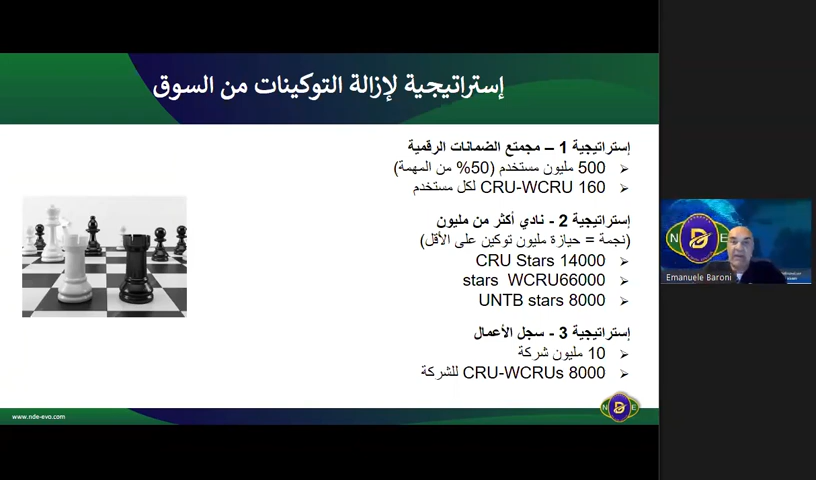 إستراتيجية لإزالة التوكينات من السوق
إستراتيجية 1 – مجمتع الضمانات الرقمية
500 مليون مستخدم (50% من المهمة)
160 CRU-WCRU لكل مستخدم
إستراتيجية 2 - نادي أكثر من مليون
(نجمة = حيازة مليون توكين على الأقل)
14000 CRU Stars
stars WCRU66000
8000 UNTB stars
إستراتيجية 3 - سجل الأعمال
10 مليون شركة
8000 CRU-WCRUs للشركة
N D E
www.nde-evo.com
N D E
Emanuele Baroni